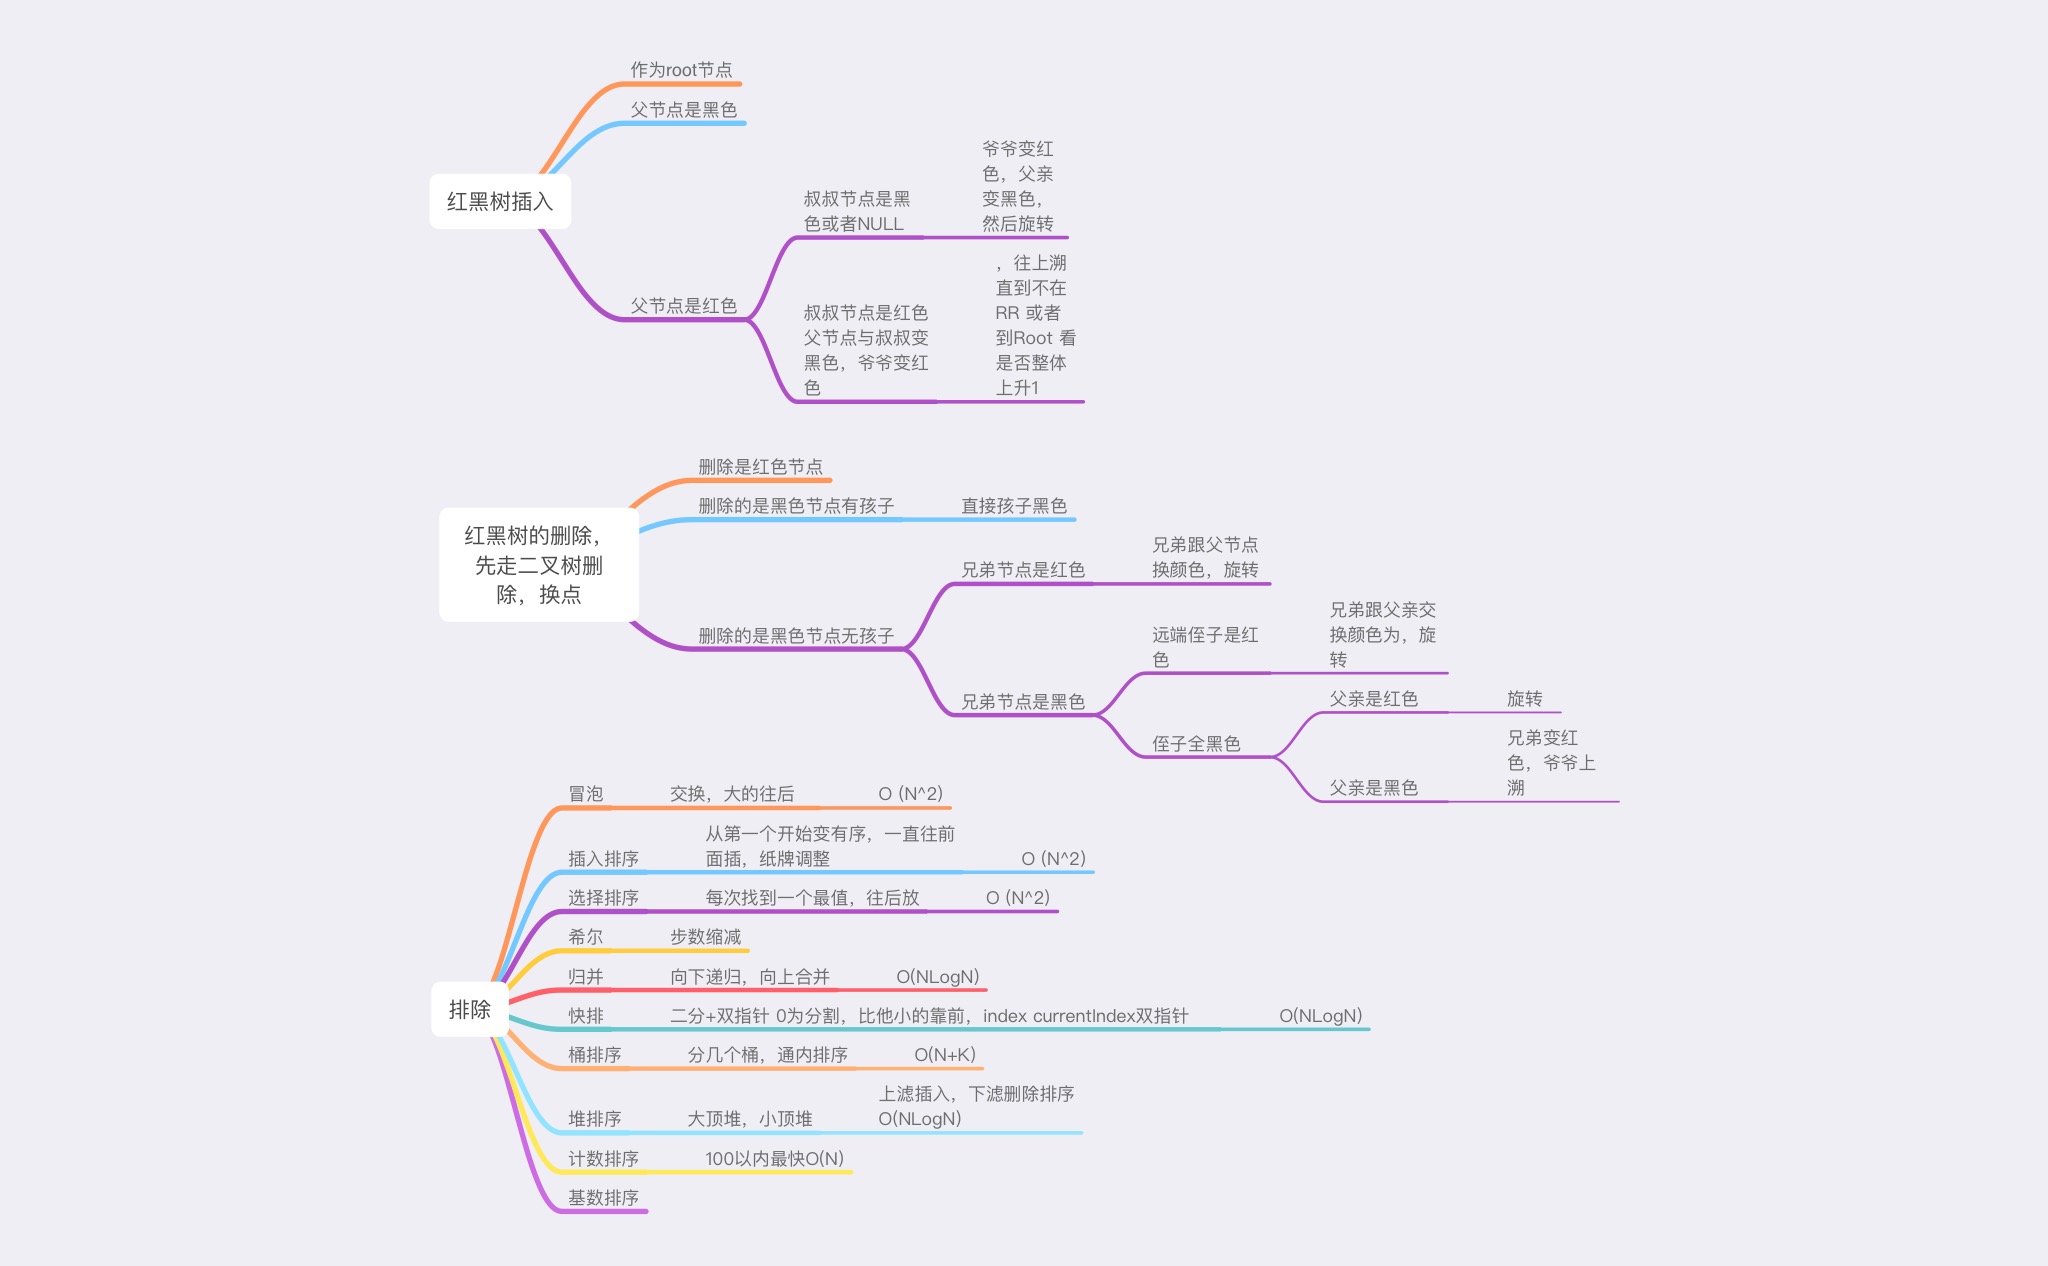 作为root节点
父节点是黑色
红黑树插入
父节点是红色
叔叔节点是黑
色或者NULL
爷爷变红
色，父亲
变黑色，
然后旋转
叔叔节点是红色
父节点与叔叔变
黑色，爷爷变红
色
，往上溯
直到不在
RR 或者
到Root 看
是否整体
上升1
红黑树的删除，
先走二叉树删
除，换点
删除是红色节点
删除的是黑色节点有孩子
直接孩子黑色
删除的是黑色节点无孩子
兄弟节点是红色
兄弟跟父节点
换颜色，旋转
兄弟节点是黑色
远端侄子是红
色
兄弟跟父亲交
换颜色为，旋
转
侄子全黑色
父亲是红色
旋转
父亲是黑色
兄弟变红
色，爷爷上
溯
排除
冒泡
交换，大的往后
O (N^2)
插入排序
从第一个开始变有序，一直往前
面插，纸牌调整
O (N^2)
选择排序
每次找到一个最值，往后放
O (N^2)
希尔
步数缩减
归并
向下递归，向上合并
O(NLogN)
快排
二分+双指针 0为分割，比他小的靠前，index currentIndex双指针
O(NLogN)
桶排序
分几个桶，通内排序
O(N+K)
堆排序
大顶堆，小顶堆
上滤插入，下滤删除排序
O(NLogN)
计数排序
100以内最快O(N)
基数排序